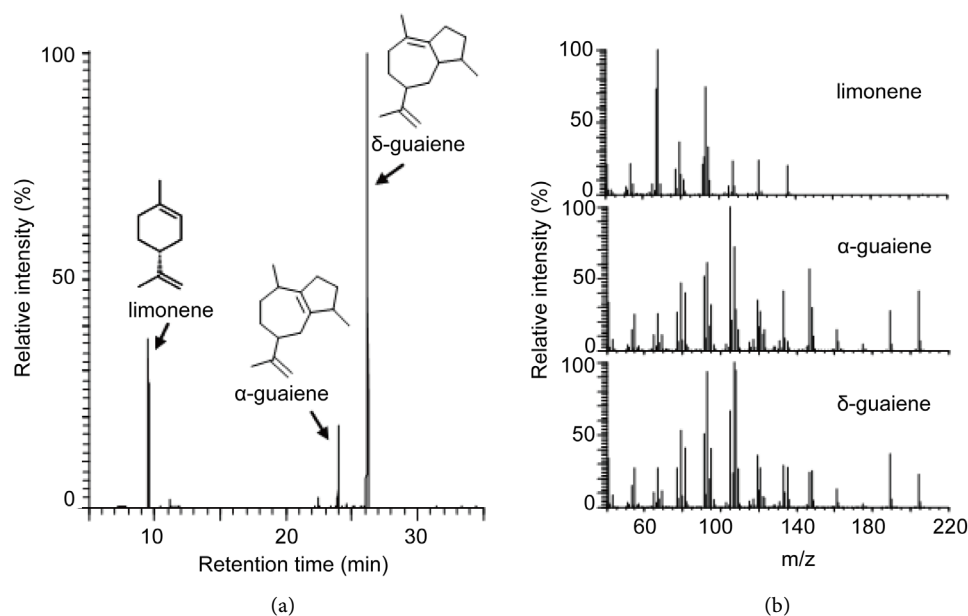 100
50
0
Relative intensity (%)
limonene
α-guaiene
δ-guaiene
10
20
30
Retention time (min)
(a)
100
50
0
limonene
100
50
0
α-guaiene
100
50
0
δ-guaiene
Relative intensity (%)
60
100
140
180
220
m/z
(b)